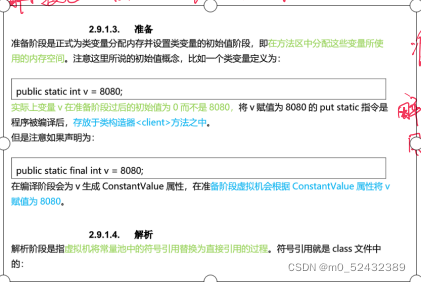 2.9.1.3. 准备
准备阶段是正式为类变量分配内存并设置类变量的初始值阶段，即在方法区中分配这些变量所使
用的内存空间。注意这里所说的初始值概念，比如一个类变量定义为：
public static int v = 8080;
实际上变量 v 在准备阶段过后的初始值为 0 而不是 8080，将 v 赋值为 8080 的 put static 指令是
程序被编译后，存放于类构造器<client>方法之中。
但是注意如果声明为：
public static final int v = 8080;
在编译阶段会为 v 生成 ConstantValue 属性，在准备阶段虚拟机会根据 ConstantValue 属性将 v
赋值为 8080。
2.9.1.4. 解析
解析阶段是指虚拟机将常量池中的符号引用替换为直接引用的过程。符号引用就是 class 文件中
的：
CSDN @m0_52432389